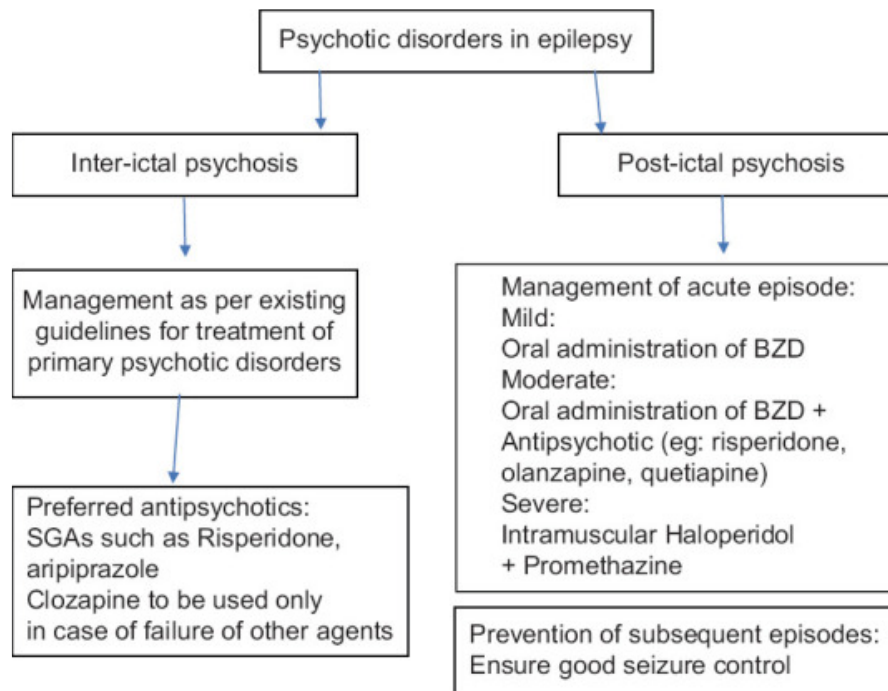 Psychotic disorders in epilepsy
Inter-ictal psychosis
Post-ictal psychosis
Management as per existing
guidelines for treatment of
primary psychotic disorders
Preferred antipsychotics:
SGAs such as Risperidone,
aripiprazole
Clozapine to be used only
in case of failure of other agents
Management of acute episode:
Mild:
Oral administration of BZD
Moderate:
Oral administration of BZD +
Antipsychotic (eg: risperidone,
olanzapine, quetiapine)
Severe:
Intramuscular Haloperidol
+ Promethazine
Prevention of subsequent episodes:
Ensure good seizure control